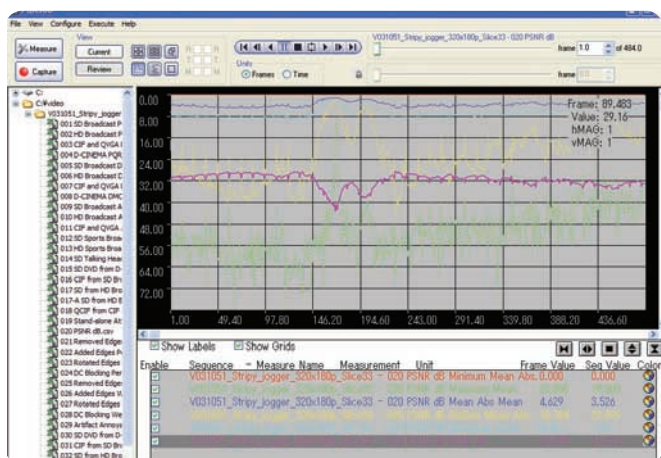 File View Configure Execute Help
Measure
Capture
View
Current
Review
Units
Frames Time
V031051_Stripy_jogger_320x180p_Slice33 - 020 PSNR dB
frame 1.0 of 484.0
frame
C:
C:\video
V031051_Stripy_jogger
001 SD Broadcast P
002 HD Broadcast P
003 CIF and QVGA
004 D-CINEMA PQR
005 SD Broadcast D
006 HD Broadcast D
007 CIF and QVGA
008 D-CINEMA DMO
009 SD Broadcast A
010 HD Broadcast A
011 CIF and QVGA
012 SD Sports Broa
013 HD Sports Broa
014 SD Talking Hea
015 SD DVD from D-
016 CIF from SD Br
017 SD from HD B
017-A SD from HD B
018 QCIF from CIF
019 Stand-alone At
020 PSNR dB.csv
021 Removed Edges
022 Added Edges P
023 Rotated Edges
024 DC Blocking Per
025 Removed Edges
026 Added Edges W
027 Rotated Edges
028 DC Blocking We
029 Artifact Annoya
030 SD DVD from D-
031 CIF from SD Br
032 SD from HD Bro
0.00
8.00
16.00
24.00
32.00
40.00
48.00
56.00
64.00
72.00
Frame: 89.483
Value: 29.16
hMAG: 1
vMAG: 1
1.00 49.40 97.80 146.20 194.60 243.00 291.40 339.80 388.20 436.60
Show Labels Show Grids
Enable Sequence - Measure Name Measurement Unit Frame Value Seq Value Color
V031051_Stripy_jogger_320x180p_Slice33 - 020 PSNR dB Minimum Mean Abs 0.000 0.000
V031051_Stripy_jogger_320x180p_Slice33 - 020 PSNR dB Mean Abs Mean 4.629 3.526